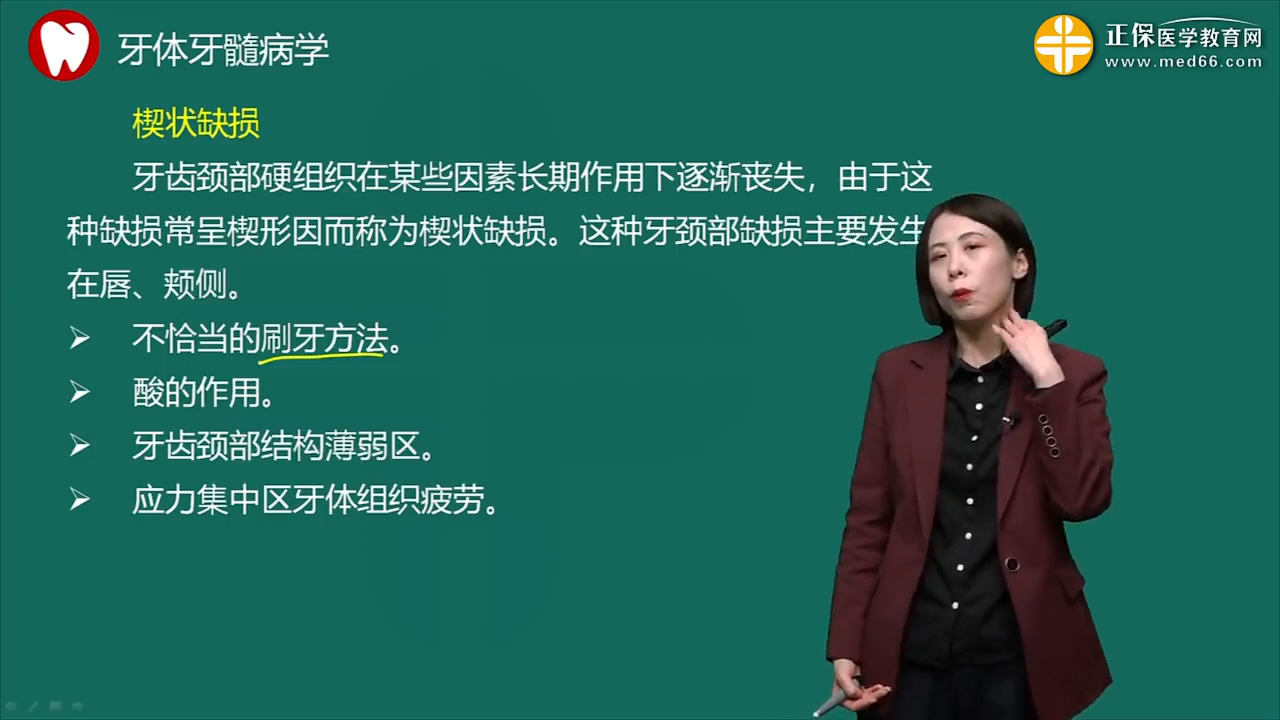 牙体牙髓病学
正保医学教育网
www.med66.com
楔状缺损
牙齿颈部硬组织在某些因素长期作用下逐渐丧失，由于这
种缺损常呈楔形因而称为楔状缺损。这种牙颈部缺损主要发生
在唇、颊侧。
不恰当的刷牙方法。
酸的作用。
牙齿颈部结构薄弱区。
应力集中区牙体组织疲劳。